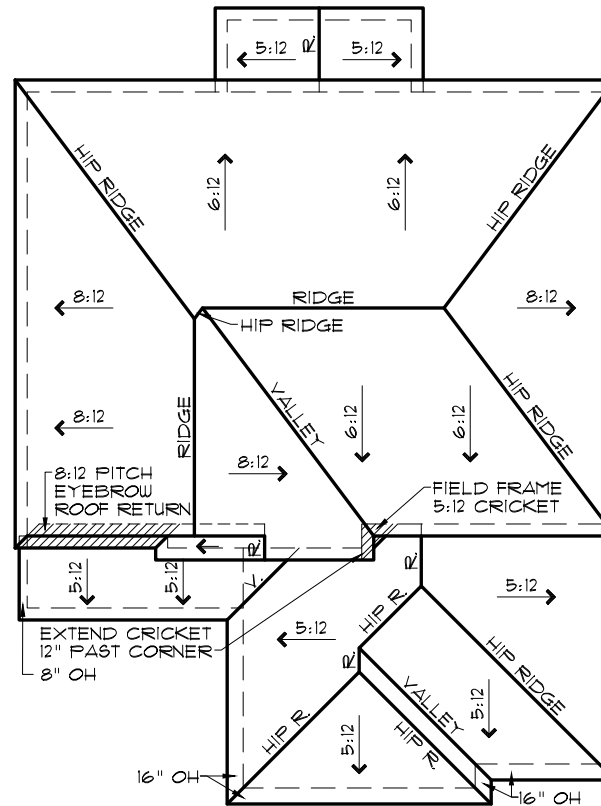 5:12
R.
5:12
HIP RIDGE
HIP RIDGE
6:12
6:12
8:12
RIDGE
8:12
HIP RIDGE
8:12
RIDGE
VALLEY
6:12
6:12
HIP RIDGE
8:12
8:12 PITCH
EYEBROW
ROOF RETURN
FIELD FRAME
5:12 CRICKET
R.
5:12
5:12
V.
R.
5:12
HIP R.
5:12
EXTEND CRICKET
12" PAST CORNER
8" OH
R.
HIP RIDGE
VALLEY
HIP R.
HIP R.
5:12
5:12
16" OH
16" OH